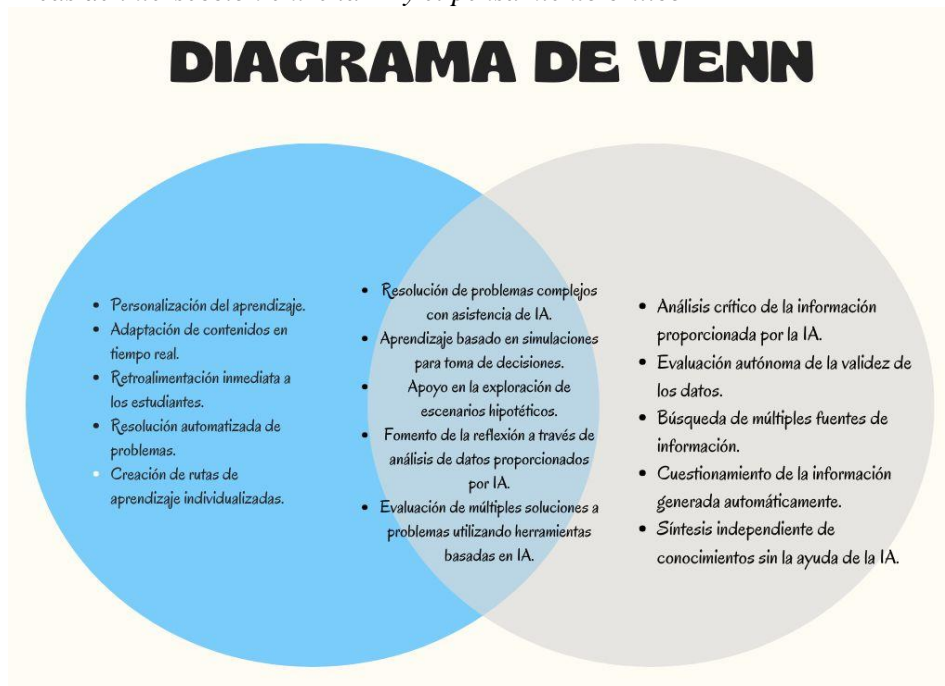 DIAGRAMA DE VENN
Personalización del aprendizaje.
Adaptación de contenidos en
tiempo real.
Retroalimentación inmediata a
los estudiantes.
Resolución automatizada de
problemas.
Creación de rutas de
aprendizaje individualizadas.
Resolución de problemas complejos
con asistencia de IA.
Aprendizaje basado en simulaciones
para toma de decisiones.
Apoyo en la exploración de
escenarios hipotéticos.
Fomento de la reflexión a través de
análisis de datos proporcionados
por IA.
Evaluación de múltiples soluciones a
problemas utilizando herramientas
basadas en IA.
Análisis crítico de la información
proporcionada por la IA.
Evaluación autónoma de la validez de
los datos.
Búsqueda de múltiples fuentes de
información.
Cuestionamiento de la información
generada automáticamente.
Síntesis independiente de
conocimientos sin la ayuda de la IA.